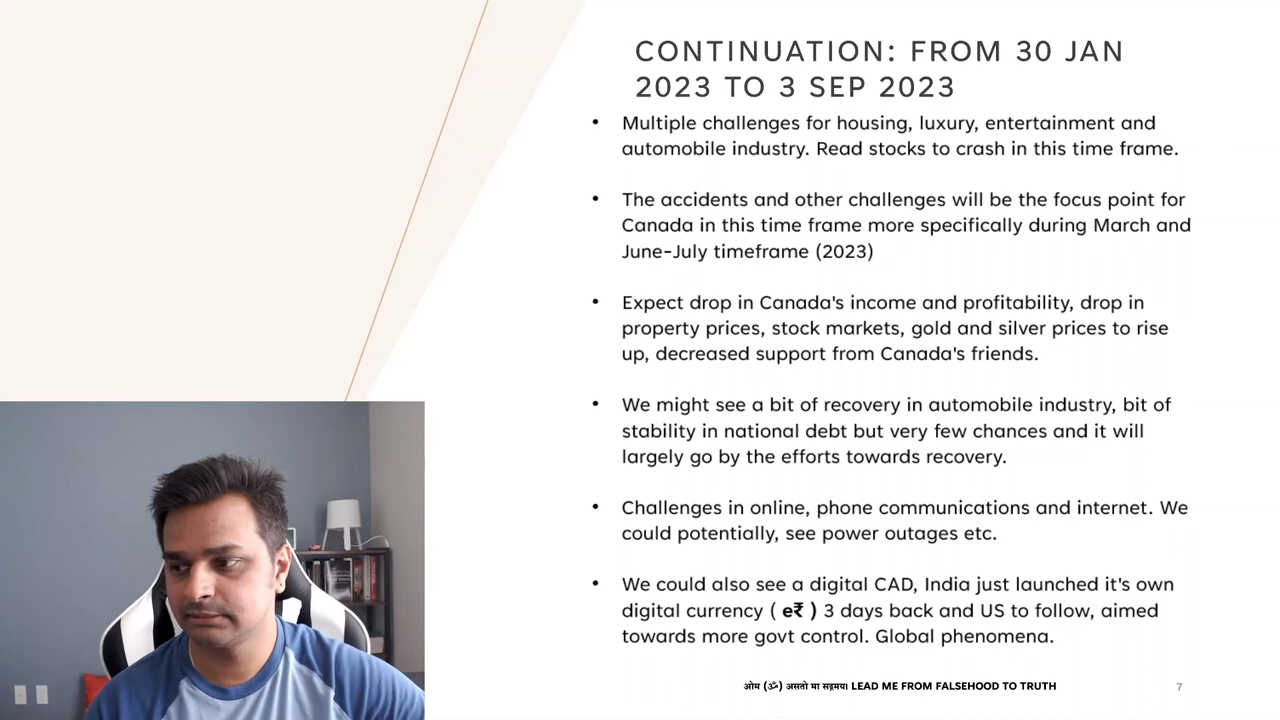 CONTINUATION: FROM 30 JAN
2023 TO 3 SEP 2023
• Multiple challenges for housing, luxury, entertainment and
automobile industry. Read stocks to crash in this time frame.
• The accidents and other challenges will be the focus point for
Canada in this time frame more specifically during March and
June-July timeframe (2023)
• Expect drop in Canada's income and profitability, drop in
property prices, stock markets, gold and silver prices to rise
up, decreased support from Canada's friends.
• We might see a bit of recovery in automobile industry, bit of
stability in national debt but very few chances and it will
largely go by the efforts towards recovery.
• Challenges in online, phone communications and internet. We
could potentially, see power outages etc.
• We could also see a digital CAD, India just launched it's own
digital currency ( e₹ ) 3 days back and US to follow, aimed
towards more govt control. Global phenomena.
ओम (ॐ) असतो मा सद्गमय। LEAD ME FROM FALSEHOOD TO TRUTH
7